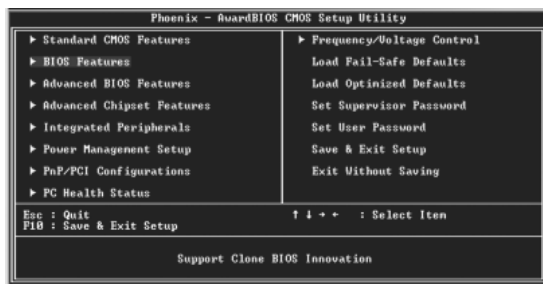 Phoenix - AwardBIOS CMOS Setup Utility
▶ Standard CMOS Features
▶ BIOS Features
▶ Advanced BIOS Features
▶ Advanced Chipset Features
▶ Integrated Peripherals
▶ Power Management Setup
▶ PnP/PCI Configurations
▶ PC Health Status
▶ Frequency/Voltage Control
Load Fail-Safe Defaults
Load Optimized Defaults
Set Supervisor Password
Set User Password
Save & Exit Setup
Exit Without Saving
Esc : Quit
F10 : Save & Exit Setup
↑ ↓ → ← : Select Item
Support Clone BIOS Innovation